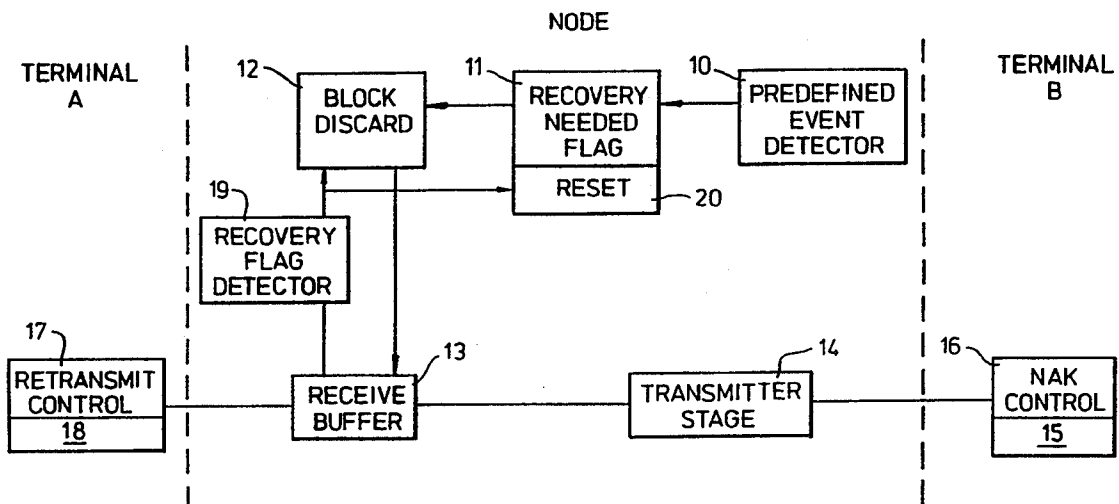 NODE
TERMINAL
A
TERMINAL
B
12
BLOCK
DISCARD
11
RECOVERY
NEEDED
FLAG
RESET
20
10
PREDEFINED
EVENT
DETECTOR
19
RECOVERY
FLAG
DETECTOR
17
RETRANSMIT
CONTROL
18
13
RECEIVE
BUFFER
14
TRANSMITTER
STAGE
16
NAK
CONTROL
15